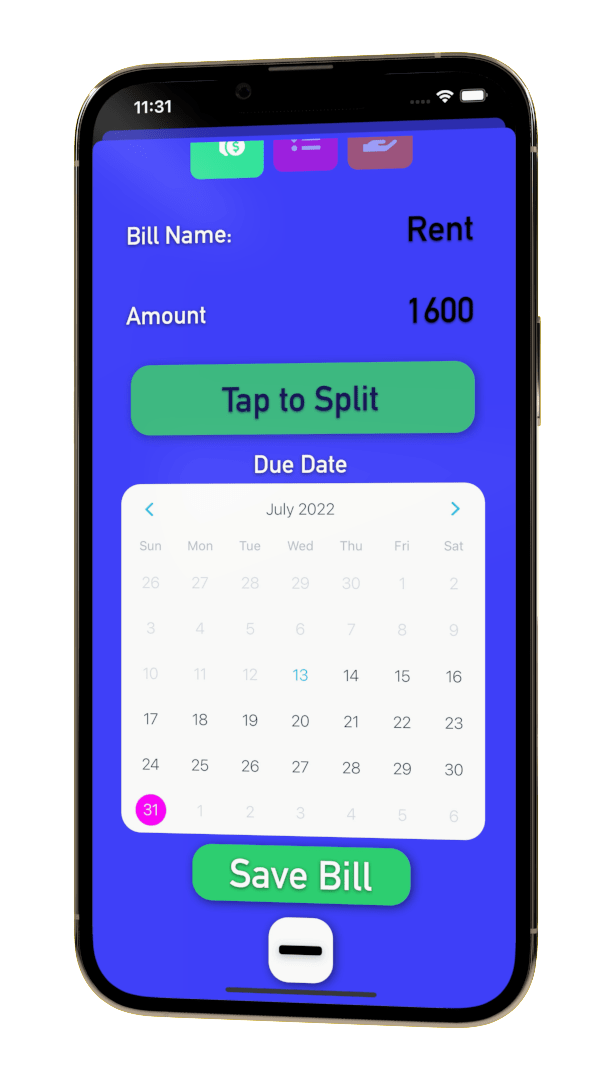 11:31
Bill Name: Rent
Amount 1600
Tap to Split
Due Date
July 2022
Sun Mon Tue Wed Thu Fri Sat
26 27 28 29 30 1 2
3 4 5 6 7 8 9
10 11 12 13 14 15 16
17 18 19 20 21 22 23
24 25 26 27 28 29 30
31 1 2 3 4 5 6
Save Bill